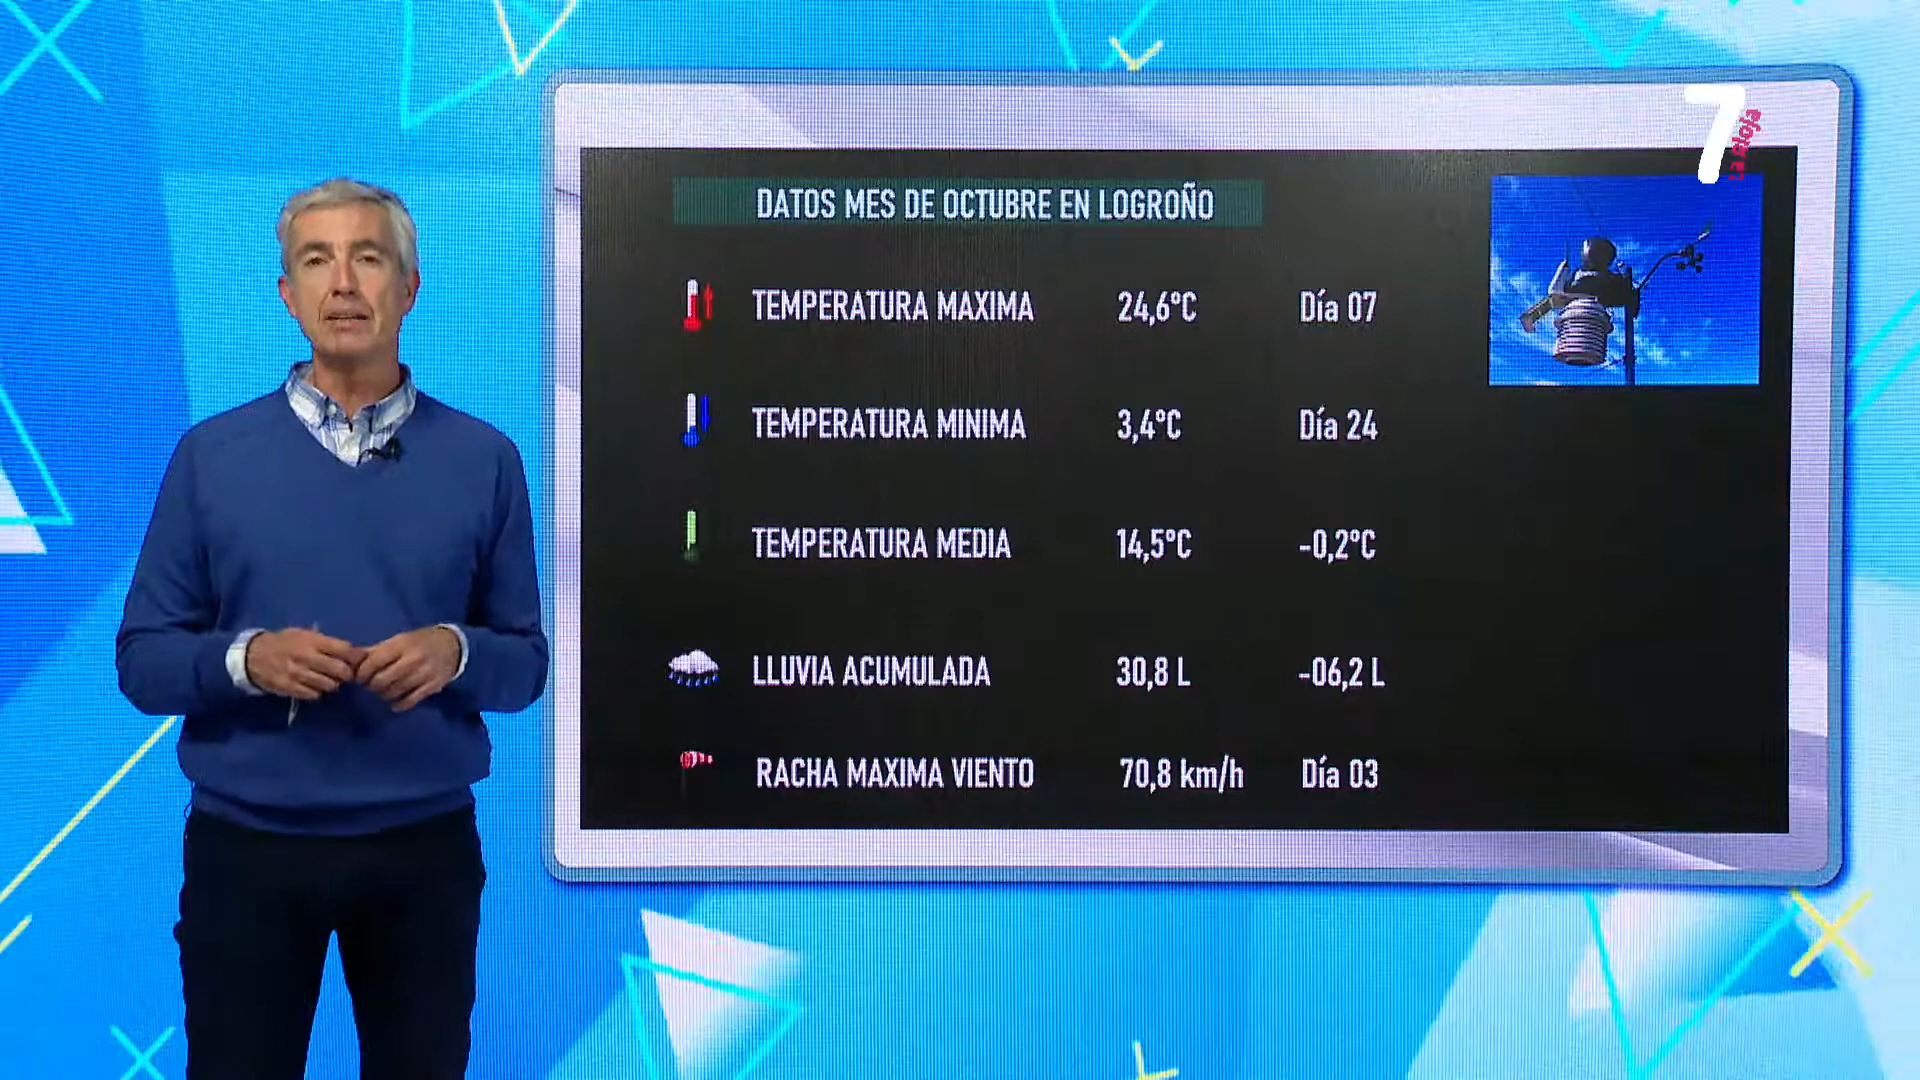 7
La Rioja
DATOS MES DE OCTUBRE EN LOGROÑO
TEMPERATURA MAXIMA 24,6°C Día 07
TEMPERATURA MINIMA 3,4°C Día 24
TEMPERATURA MEDIA 14,5°C -0,2°C
LLUVIA ACUMULADA 30,8 L -06,2 L
RACHA MAXIMA VIENTO 70,8 km/h Día 03